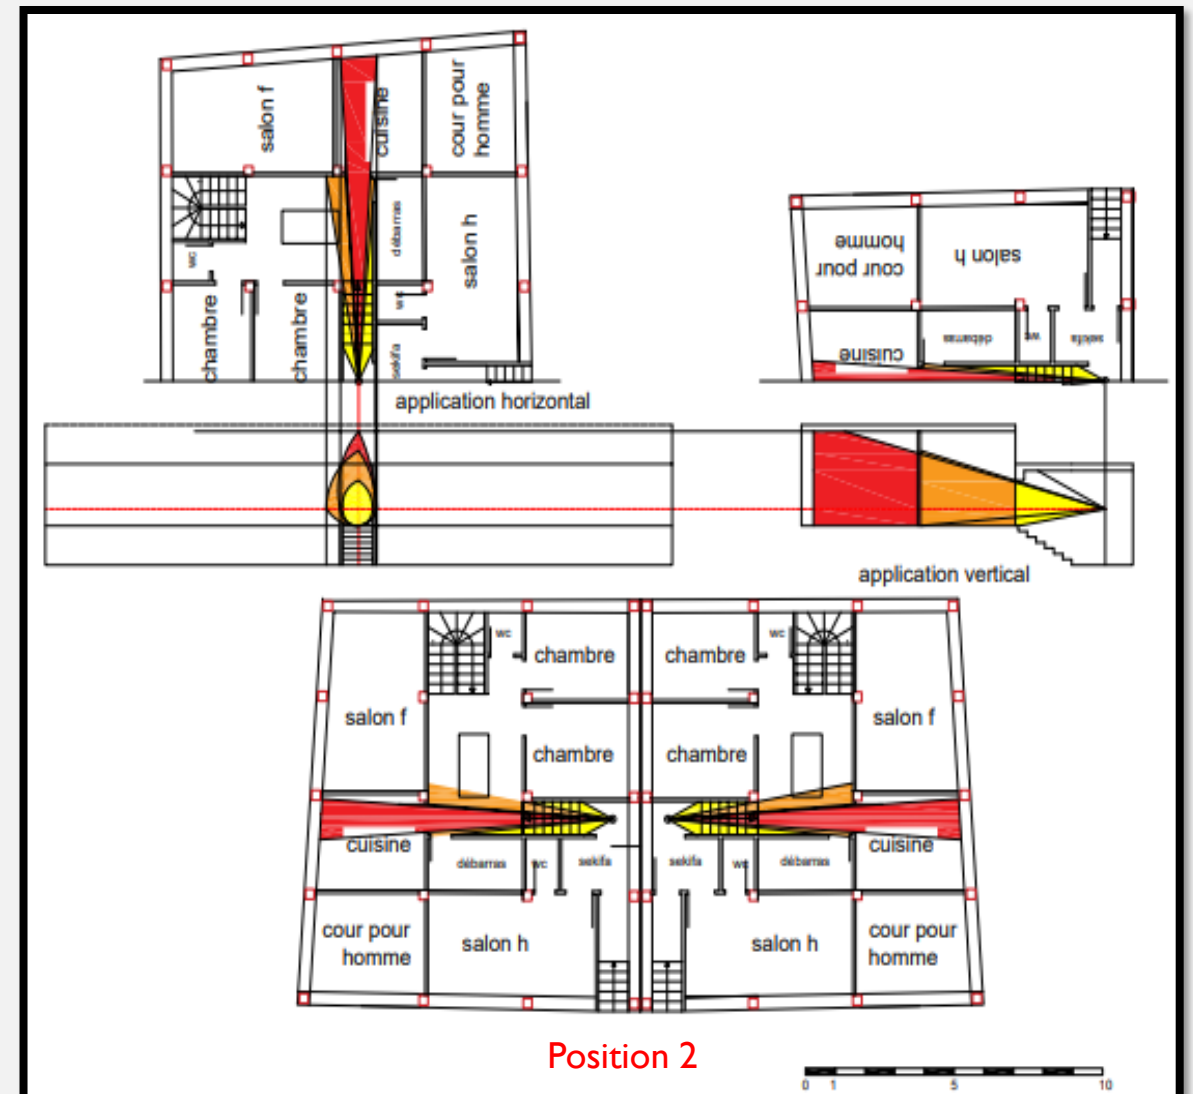 salon f
cuisine
cour pour
homme
débarras
salon h
wc
wc
chambre
chambre
sekifa
application horizontal
cour pour
homme
salon h
cuisine
débarras
wc
sekifa
application vertical
wc
chambre
chambre
wc
salon f
salon f
chambre
chambre
cuisine
débarras
wc
sekifa
sekifa
wc
débarras
cuisine
cour pour
homme
salon h
salon h
cour pour
homme
Position 2
0 1 5 10